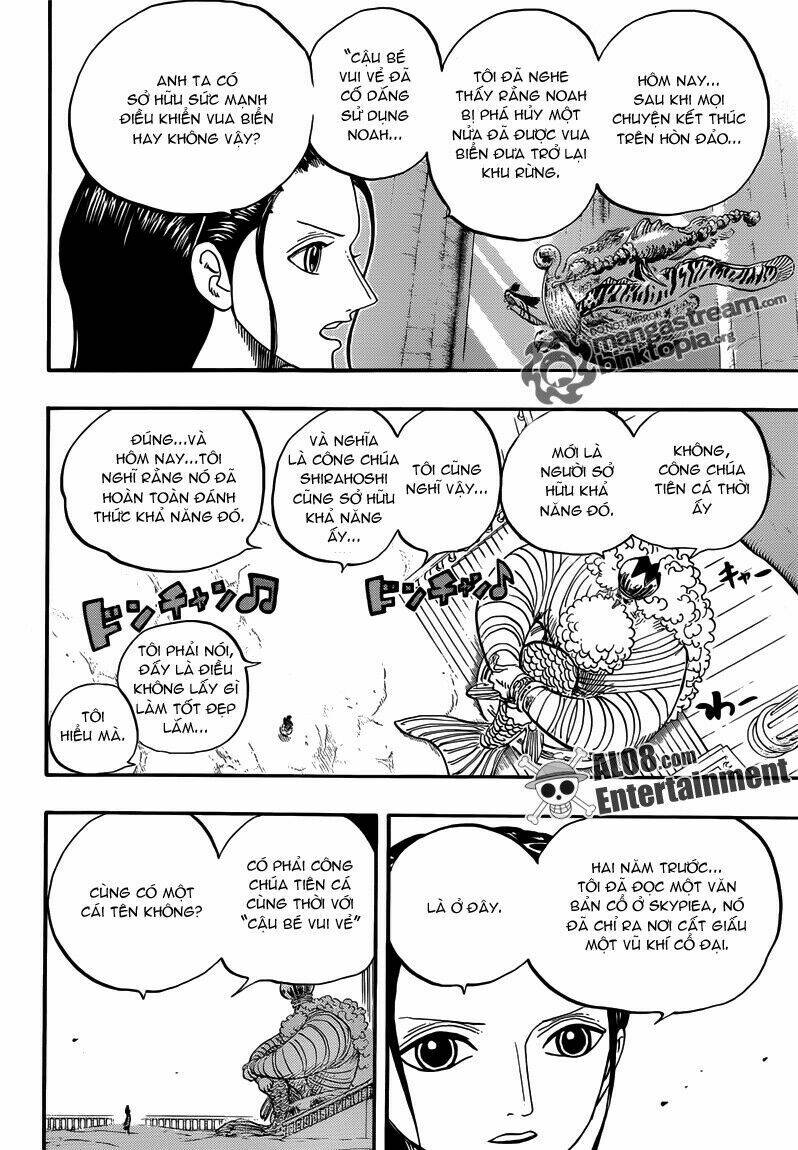 HÔM NAY...
SAU KHI MỌI
CHUYỆN KẾT THÚC
TRÊN HÒN ĐẢO...
TÔI ĐÃ NGHE
THẤY RẰNG NOAH
BỊ PHÁ HỦY MỘT
NỬA ĐÃ ĐƯỢC VUA
BIỂN ĐƯA TRỞ LẠI
KHU RỪNG.
"CẬU BÉ
VUI VẺ ĐÃ
CỐ DÁNG
SỬ DỤNG
NOAH...
ANH TA CÓ
SỞ HỮU SỨC MẠNH
ĐIỀU KHIỂN VUA BIỂN
HAY KHÔNG VẬY?
DO NOT MIRROR
mangastream.com
binktopia.org
KHÔNG,
CÔNG CHÚA
TIÊN CÁ THỜI
ẤY
MỚI LÀ
NGƯỜI SỞ
HỮU KHẢ
NĂNG ĐÓ.
TÔI CŨNG
NGHĨ VẬY...
VÀ NGHĨA
LÀ CÔNG CHÚA
SHIRAHOSHI
CŨNG SỞ HỮU
KHẢ NĂNG
ẤY...
ĐÚNG...VÀ
HÔM NAY...TÔI
NGHĨ RẰNG NÓ ĐÃ
HOÀN TOÀN ĐÁNH
THỨC KHẢ NĂNG ĐÓ.
キャー
ドンチャン♪
ドンチャン♫
わー
TÔI PHẢI NÓI,
ĐẤY LÀ ĐIỀU
KHÔNG LẤY GÌ
LÀM TỐT ĐẸP
LẮM...
TÔI
HIỂU MÀ.
ALO8.com
Entertainment
HAI NĂM TRƯỚC...
TÔI ĐÃ ĐỌC MỘT VĂN
BẢN CỔ Ở SKYPIEA, NÓ
ĐÃ CHỈ RA NƠI CẤT GIẤU
MỘT VŨ KHÍ CỔ ĐẠI.
LÀ Ở ĐÂY.
CÓ PHẢI CÔNG
CHÚA TIÊN CÁ
CÙNG THỜI VỚI
"CẬU BÉ VUI VẺ"
CÙNG CÓ MỘT
CÁI TÊN KHÔNG?